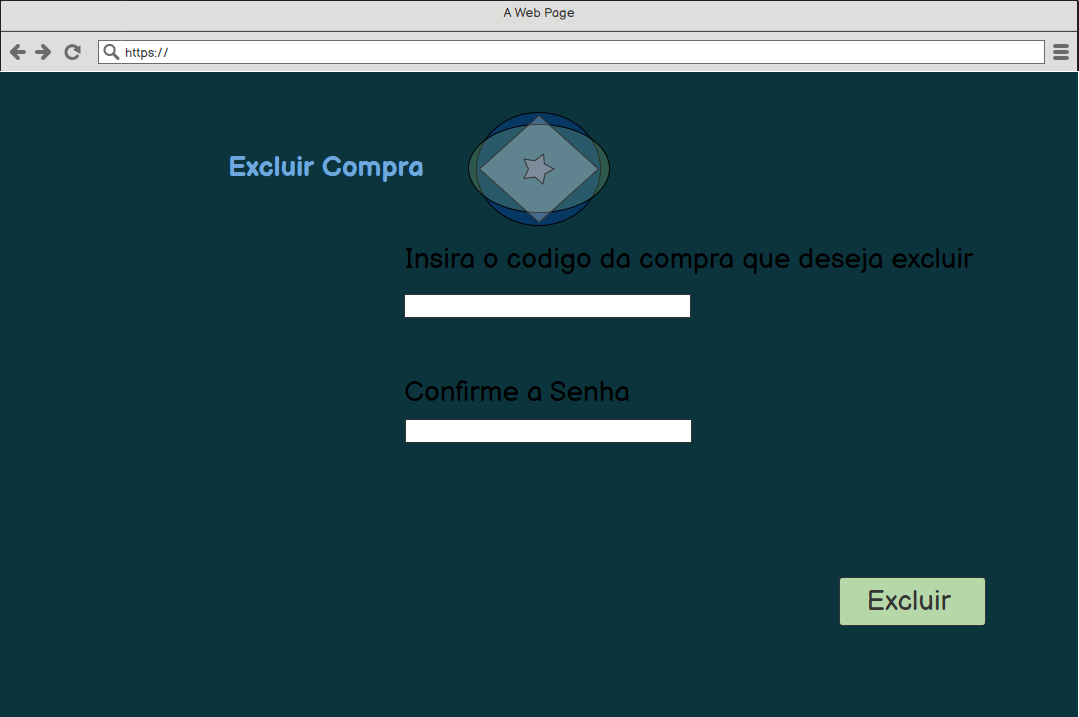 A Web Page
https://
Excluir Compra
Insira o codigo da compra que deseja excluir
Confirme a Senha
Excluir